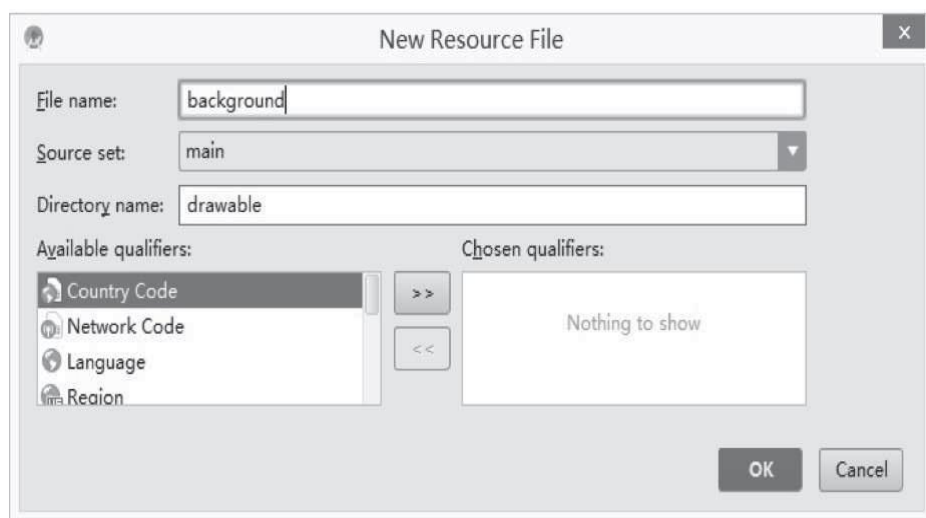 New Resource File
x
File name:
background
Source set:
main
Directory name:
drawable
Available qualifiers:
Chosen qualifiers:
Country Code
Network Code
Language
Region
>>
<<
Nothing to show
OK
Cancel